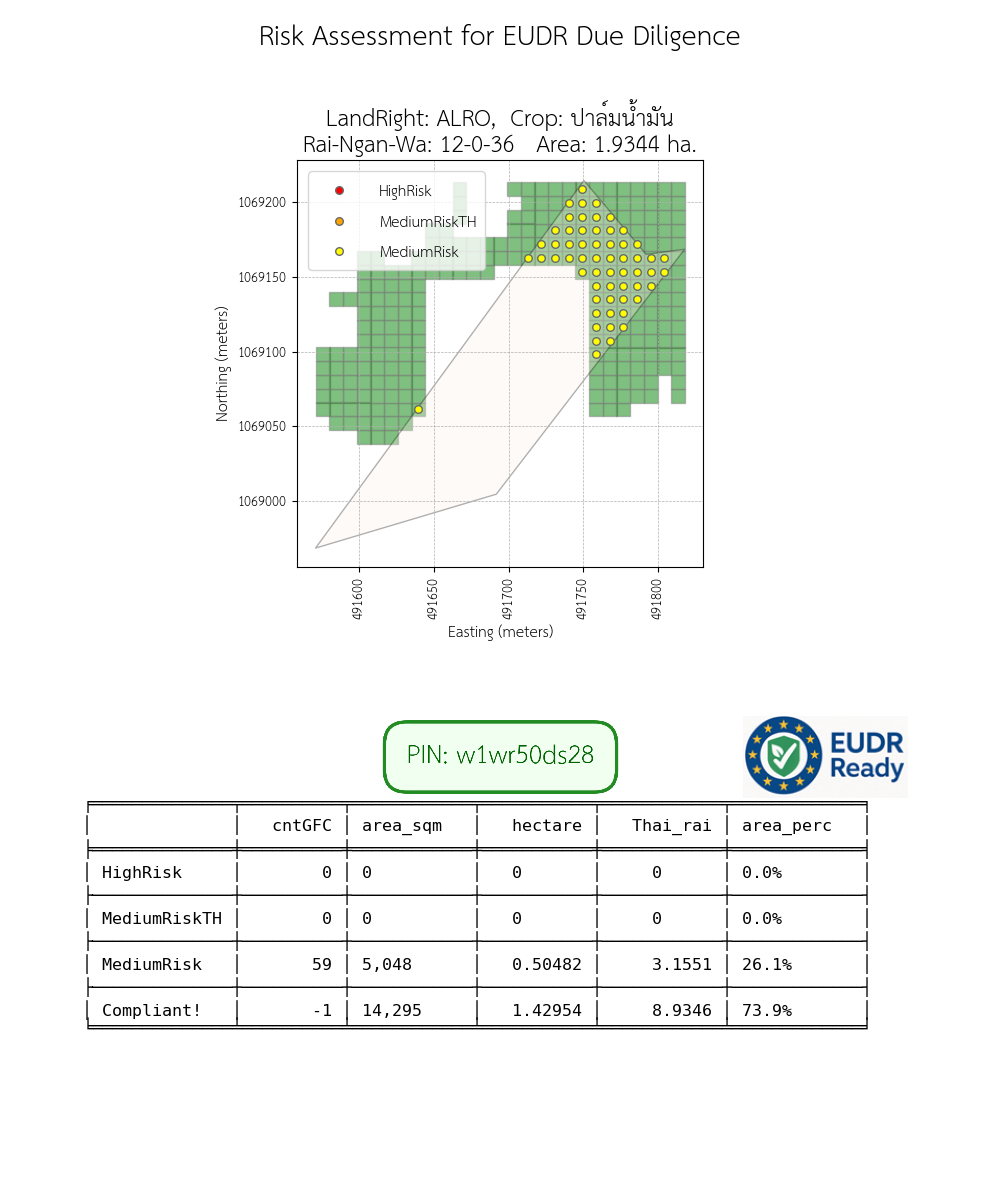 Risk Assessment for EUDR Due Diligence
LandRight: ALRO,  Crop: ปาล์มน้ำมัน
Rai-Ngan-Wa: 12-0-36   Area: 1.9344 ha.
HighRisk
MediumRiskTH
MediumRisk
1069200
1069150
1069100
1069050
1069000
Northing (meters)
491600
491650
491700
491750
491800
Easting (meters)
PIN: w1wr50ds28
EUDR
Ready
cntGFC area_sqm hectare Thai_rai area_perc
HighRisk 0 0 0 0 0.0%
MediumRiskTH 0 0 0 0 0.0%
MediumRisk 59 5,048 0.50482 3.1551 26.1%
Compliant! -1 14,295 1.42954 8.9346 73.9%